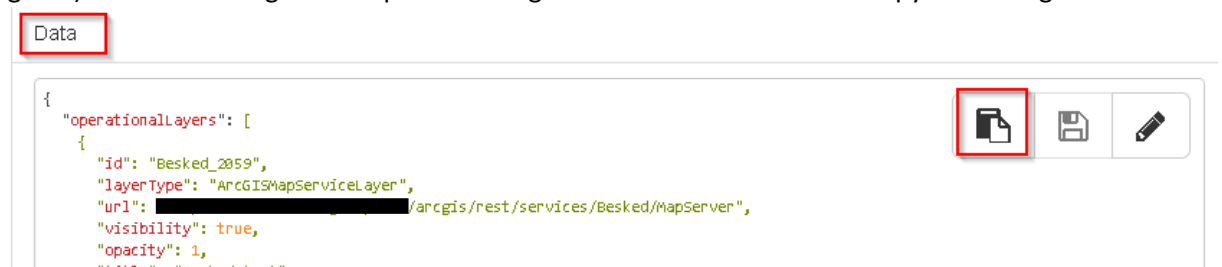 Data
{
"operationalLayers": [
{
"id": "Besked_2059",
"layerType": "ArcGISMapServiceLayer",
"url": /arcgis/rest/services/Besked/MapServer",
"visibility": true,
"opacity": 1,